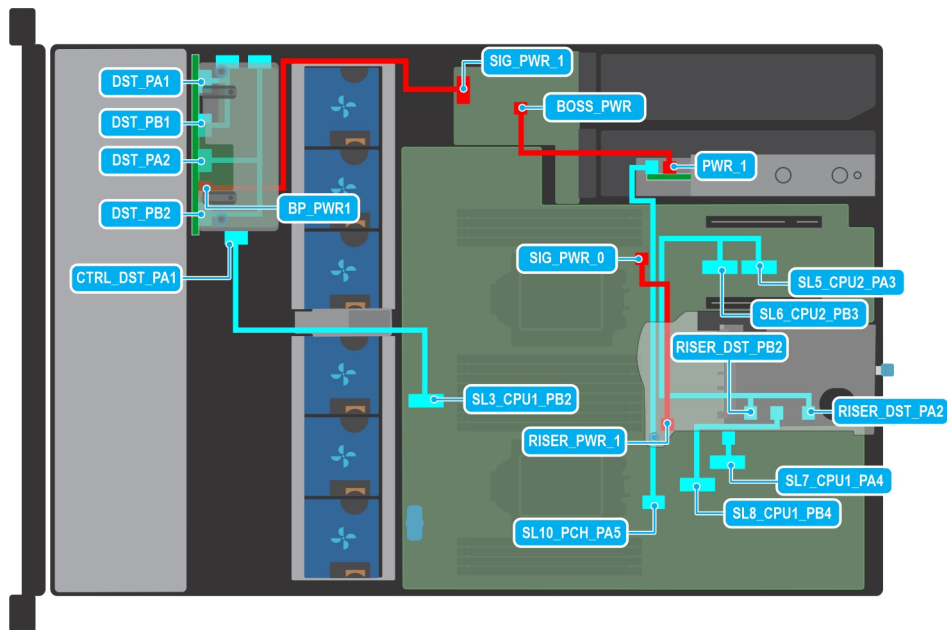 SIG_PWR_1
DST_PA1
BOSS_PWR
DST_PB1
DST_PA2
PWR_1
BP_PWR1
DST_PB2
SIG_PWR_0
CTRL_DST_PA1
SL5_CPU2_PA3
SL6_CPU2_PB3
RISER_DST_PB2
SL3_CPU1_PB2
RISER_DST_PA2
RISER_PWR_1
SL7_CPU1_PA4
SL8_CPU1_PB4
SL10_PCH_PA5